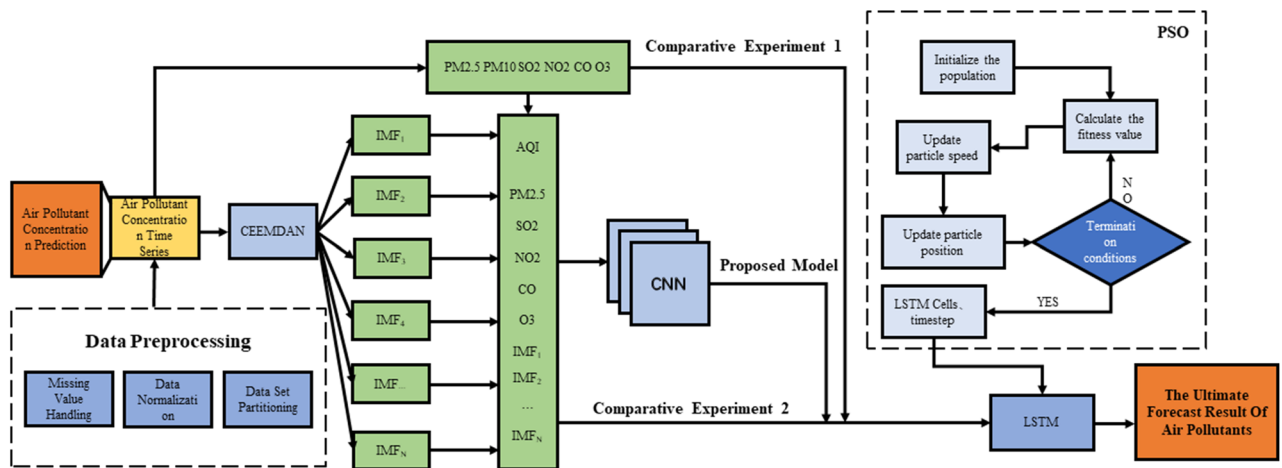 Air Pollutant
Concentratio
n Prediction
Air Pollutant
Concentratio
n Time
Series
CEEMDAN
Data Preprocessing
Missing
Value
Handling
Data
Normalizati
on
Data Set
Partitioning
IMF1
IMF2
IMF3
IMF4
IMF...
IMFN
PM2.5 PM10 SO2 NO2 CO O3
Comparative Experiment 1
AQI
PM2.5
SO2
NO2
CO
O3
IMF1
IMF2
...
IMFN
CNN
Proposed Model
Comparative Experiment 2
PSO
Initialize the
population
Calculate the
fitness value
Update
particle speed
Update particle
position
N
O
Terminati
on
conditions
YES
LSTM Cells、
timestep
LSTM
The Ultimate
Forecast Result Of
Air Pollutants